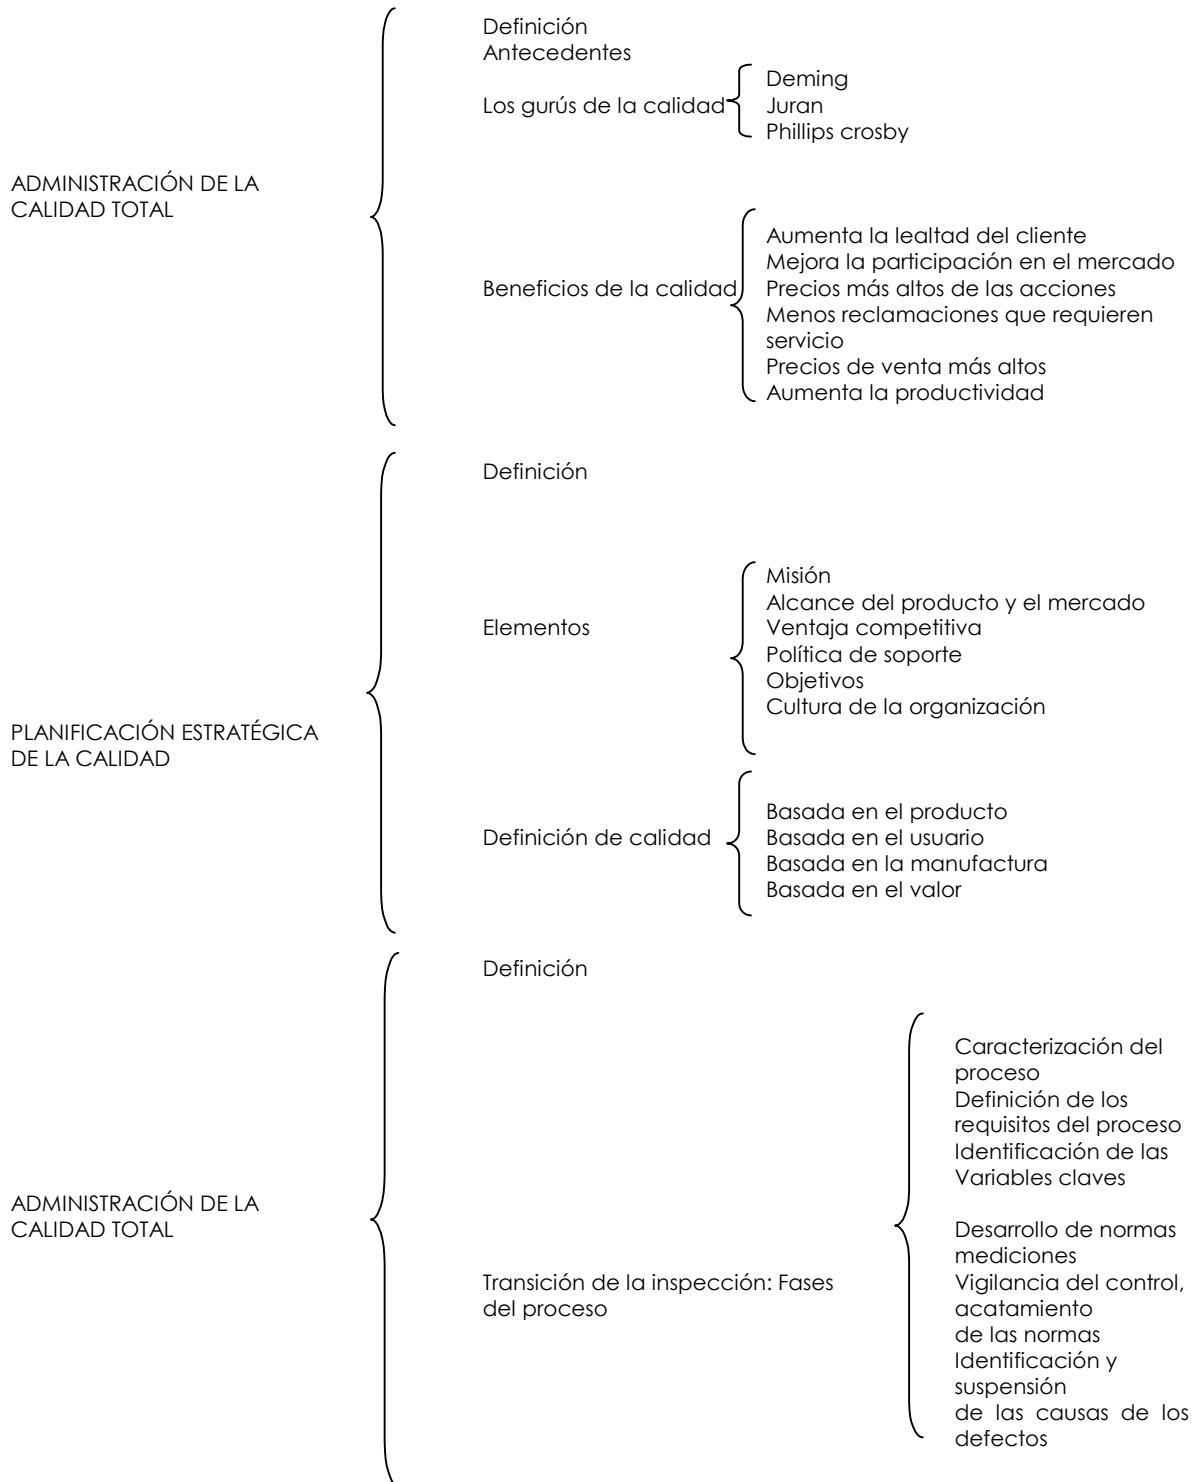 Definición
Antecedentes
Los gurús de la calidad
Deming
Juran
Phillips crosby
ADMINISTRACIÓN DE LA
CALIDAD TOTAL
Beneficios de la calidad
Aumenta la lealtad del cliente
Mejora la participación en el mercado
Precios más altos de las acciones
Menos reclamaciones que requieren
servicio
Precios de venta más altos
Aumenta la productividad
Definición
Elementos
Misión
Alcance del producto y el mercado
Ventaja competitiva
Política de soporte
Objetivos
Cultura de la organización
PLANIFICACIÓN ESTRATÉGICA
DE LA CALIDAD
Definición de calidad
Basada en el producto
Basada en el usuario
Basada en la manufactura
Basada en el valor
Definición
ADMINISTRACIÓN DE LA
CALIDAD TOTAL
Transición de la inspección: Fases
del proceso
Caracterización del
proceso
Definición de los
requisitos del proceso
Identificación de las
Variables claves
Desarrollo de normas
mediciones
Vigilancia del control,
acatamiento
de las normas
Identificación y
suspensión
de las causas de los
defectos